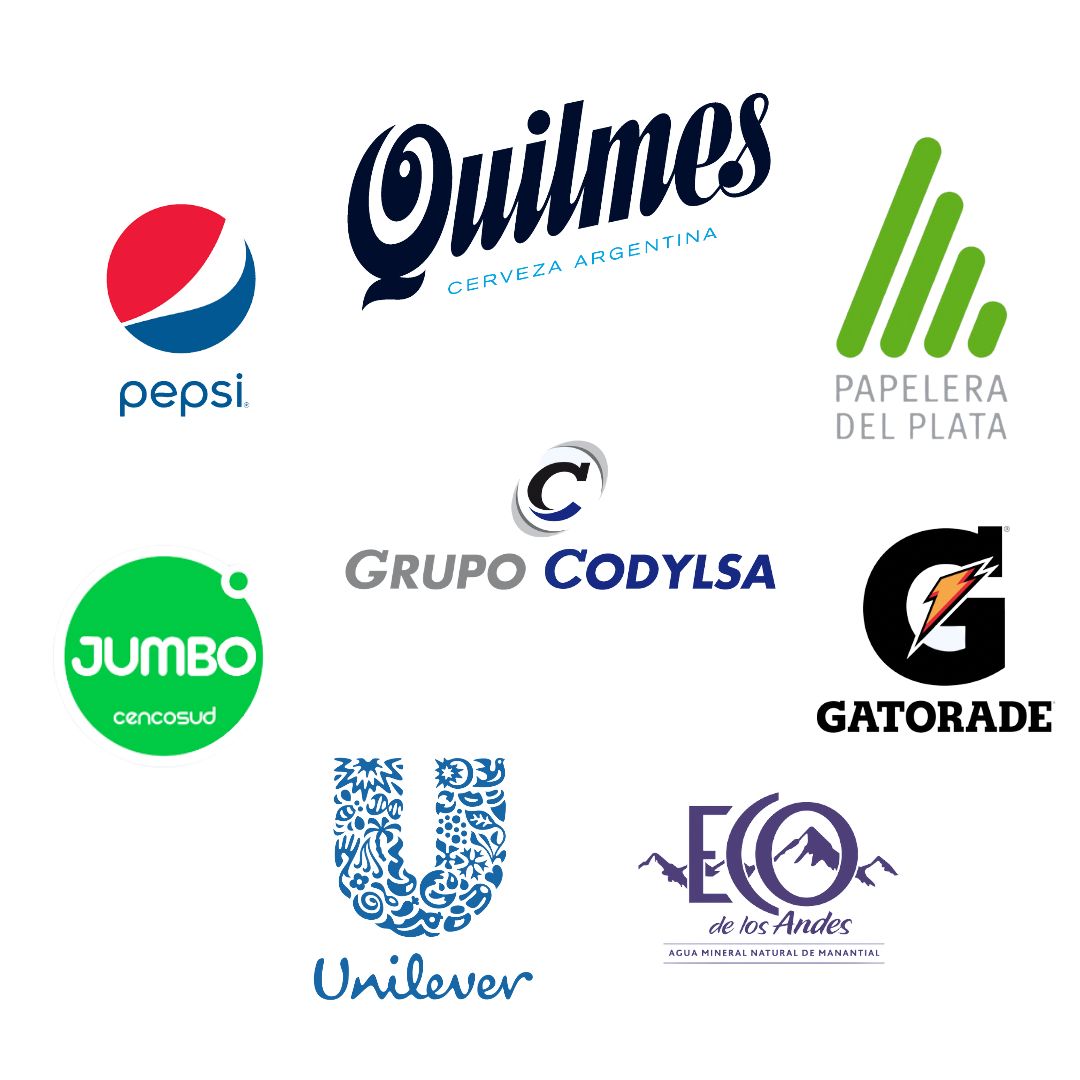 Quilmes
CERVEZA ARGENTINA
pepsi®
PAPELERA
DEL PLATA
C
GRUPO CODYLSA
JUMBO
cencosud
G®
GATORADE
U
Unilever
ECO
de los Andes
AGUA MINERAL NATURAL DE MANANTIAL